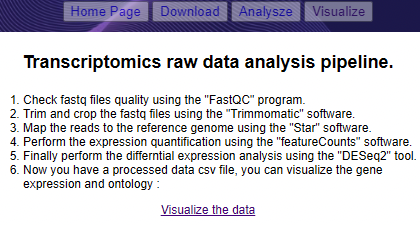 Home Page Download Analysze Visualize
Transcriptomics raw data analysis pipeline.
1. Check fastq files quality using the "FastQC" program.
2. Trim and crop the fastq files using the "Trimmomatic" software.
3. Map the reads to the reference genome using the "Star" software.
4. Perform the expression quantification using the "featureCounts" software.
5. Finally perform the differntial expression analysis using the "DESeq2" tool.
6. Now you have a processed data csv file, you can visualize the gene
expression and ontology :
Visualize the data